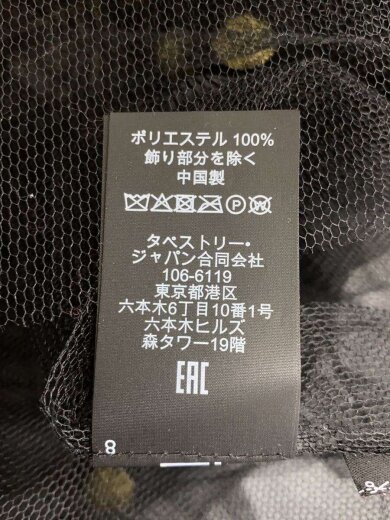 ポリエステル 100%
飾り部分を除く
中国製
タペストリー・
ジャパン合同会社
106-6119
東京都港区
六本木6丁目10番1号
六本木ヒルズ
森タワー19階
EAC
8